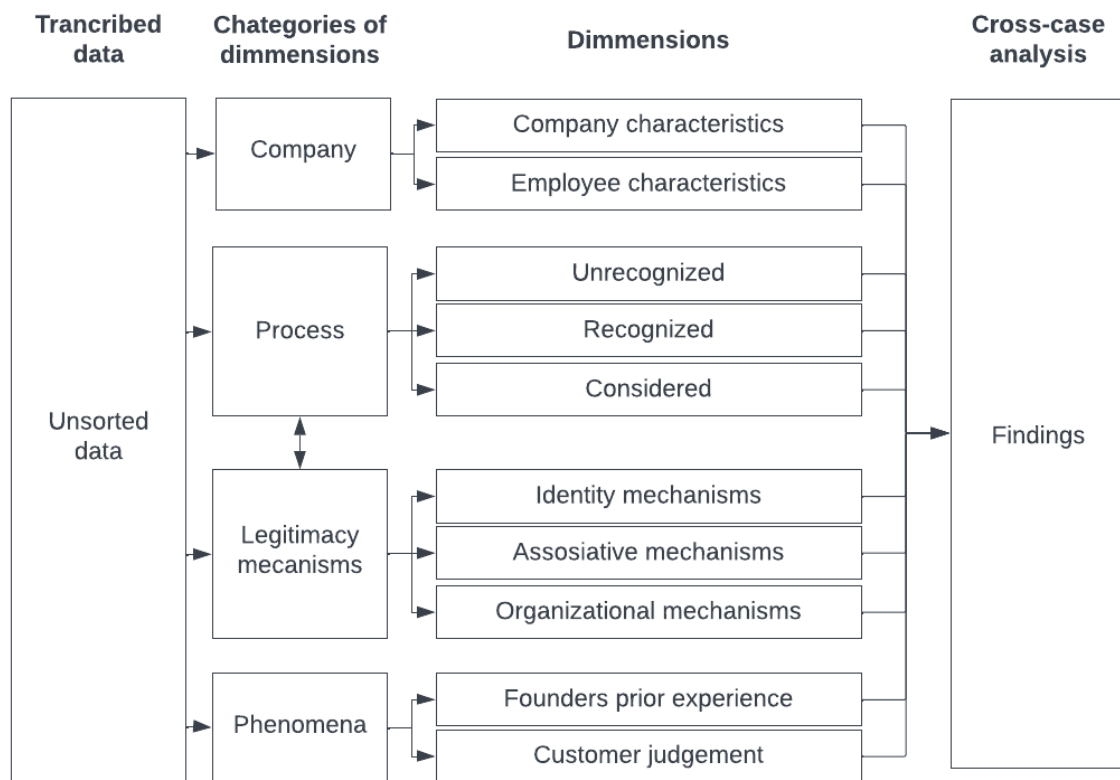 Trancribed
data
Chategories of
dimmensions
Dimmensions
Cross-case
analysis
Unsorted
data
Company
Company characteristics
Employee characteristics
Process
Unrecognized
Recognized
Considered
Legitimacy
mecanisms
Identity mechanisms
Assosiative mechanisms
Organizational mechanisms
Phenomena
Founders prior experience
Customer judgement
Findings